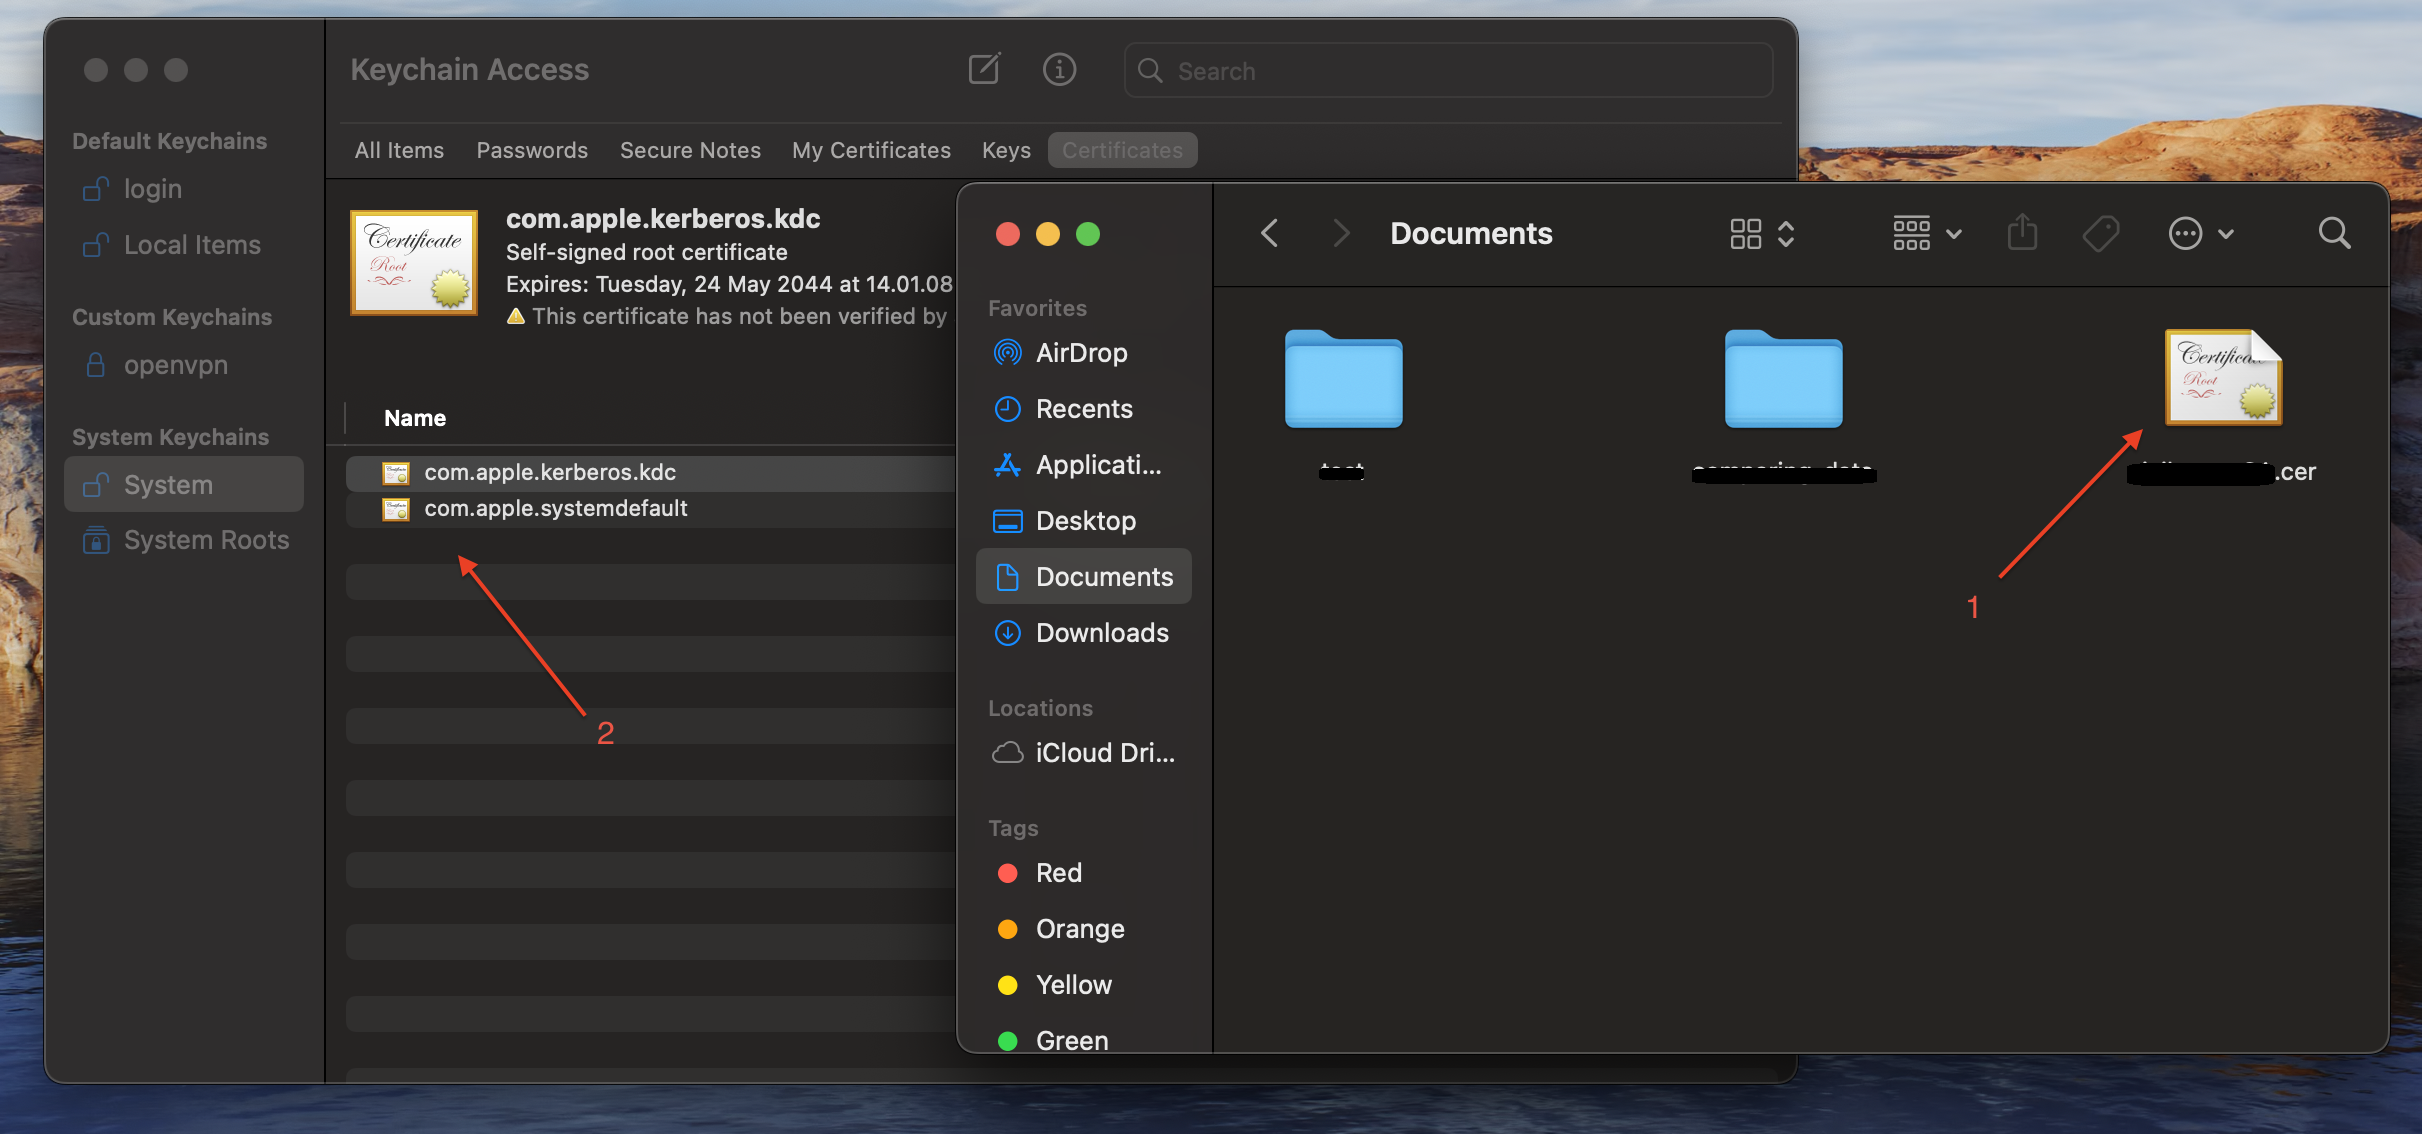 Keychain Access
Search
Default Keychains
login
Local Items
Custom Keychains
openvpn
System Keychains
System
System Roots
All Items
Passwords
Secure Notes
My Certificates
Keys
Certificates
Certificate
Root
com.apple.kerberos.kdc
Self-signed root certificate
Expires: Tuesday, 24 May 2044 at 14.01.08
This certificate has not been verified by
Name
com.apple.kerberos.kdc
com.apple.systemdefault
2
Favorites
AirDrop
Recents
Applicati...
Desktop
Documents
Downloads
Locations
iCloud Dri...
Tags
Red
Orange
Yellow
Green
Documents
Root
.cer
1